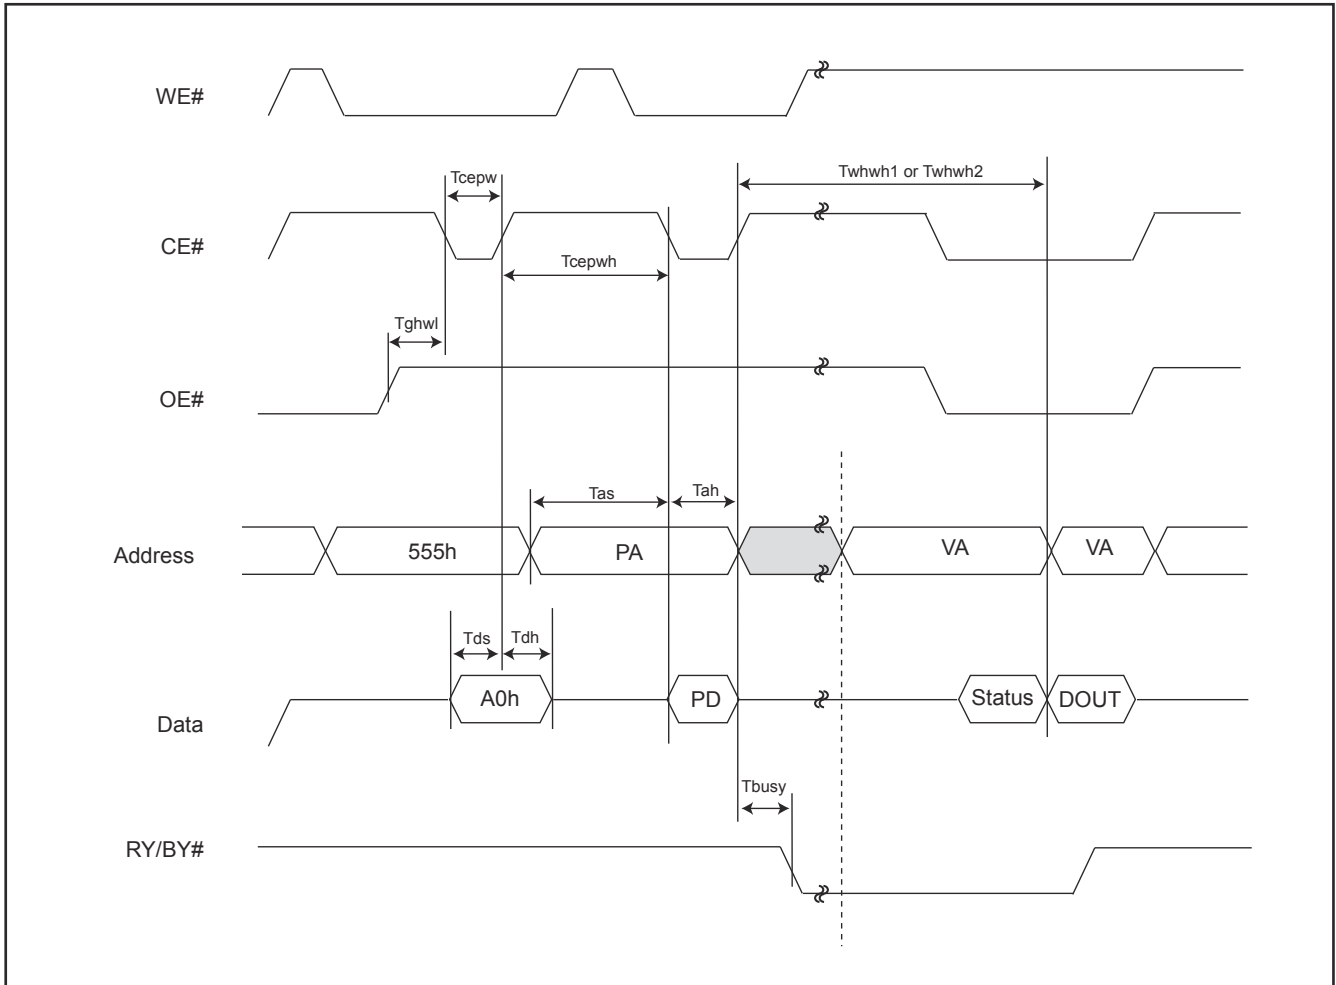 WE#
Tcepw
Twhwh1 or Twhwh2
CE#
Tcepwh
Tghwl
OE#
Tas
Tah
Address
555h
PA
VA
VA
Tds
Tdh
Data
A0h
PD
Status
DOUT
Tbusy
RY/BY#